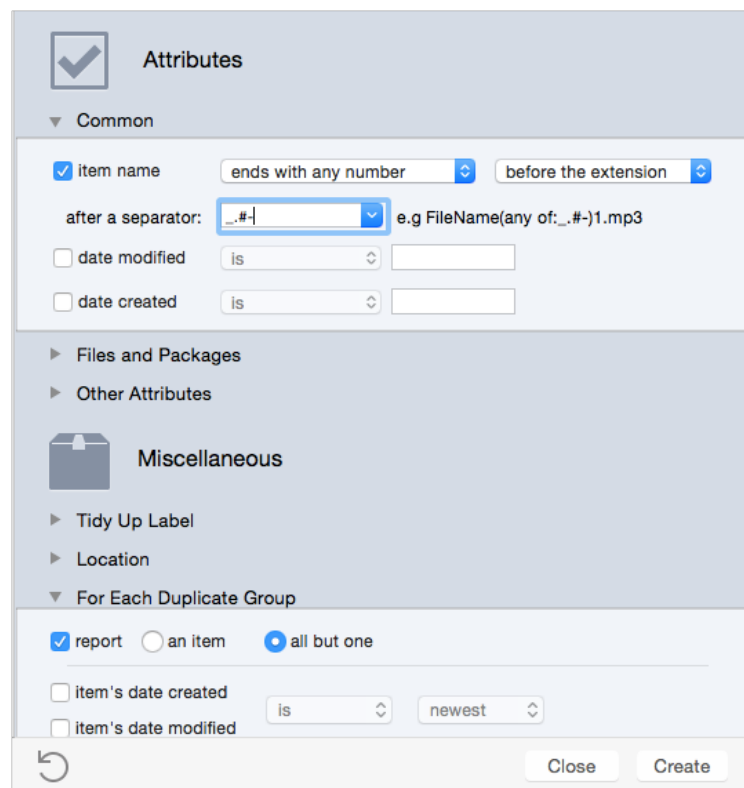 Attributes
Common
item name ends with any number before the extension
after a separator: _.#- e.g FileName(any of:_.#-)1.mp3
date modified is
date created is
Files and Packages
Other Attributes
Miscellaneous
Tidy Up Label
Location
For Each Duplicate Group
report an item all but one
item's date created
is newest
item's date modified
Close Create